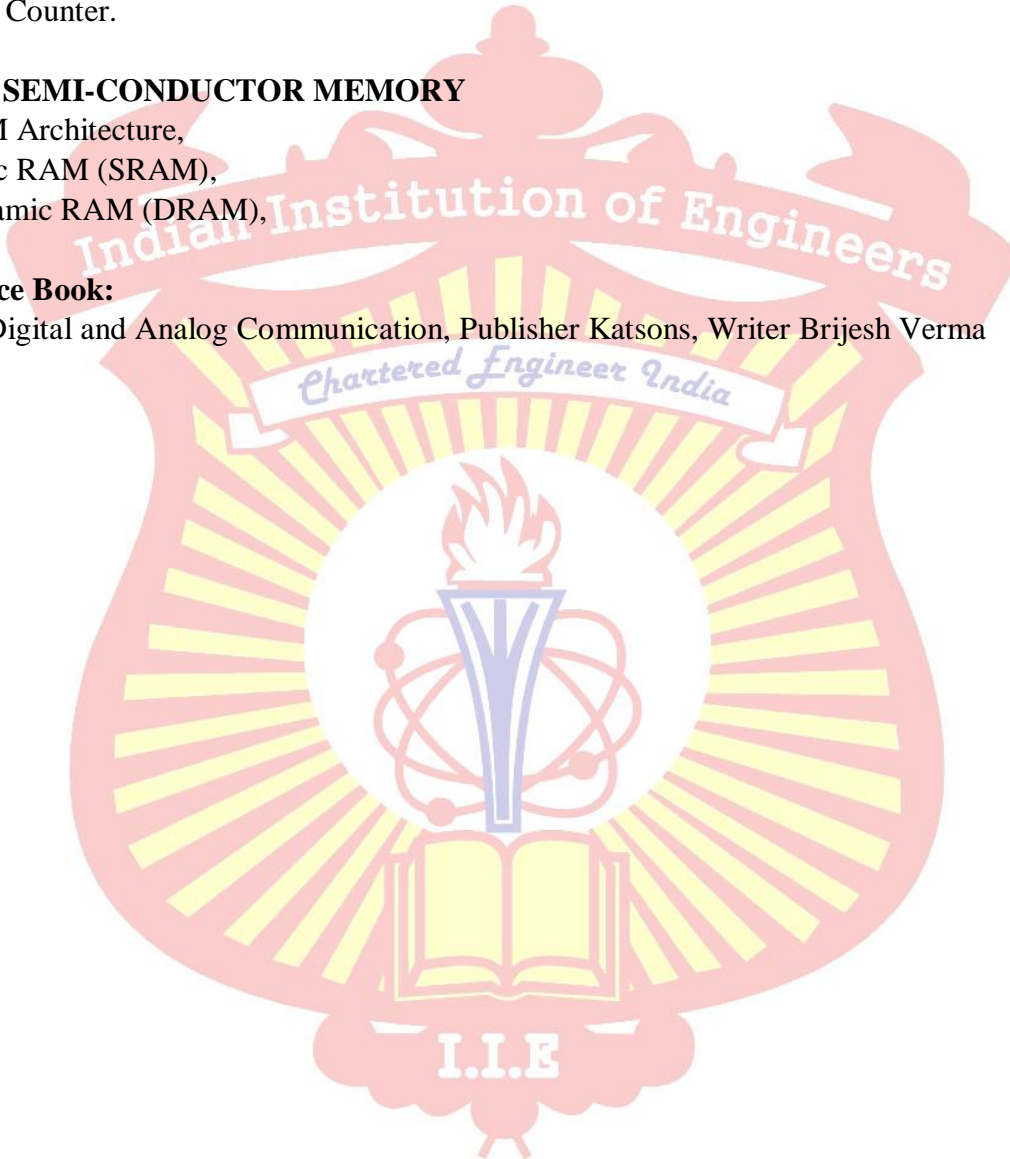 Counter.
SEMI-CONDUCTOR MEMORY
M Architecture,
c RAM (SRAM),
amic RAM (DRAM),
Indian Institution of Engineers
ce Book:
Digital and Analog Communication, Publisher Katsons, Writer Brijesh Verma
Chartered Engineer India
I.I.E